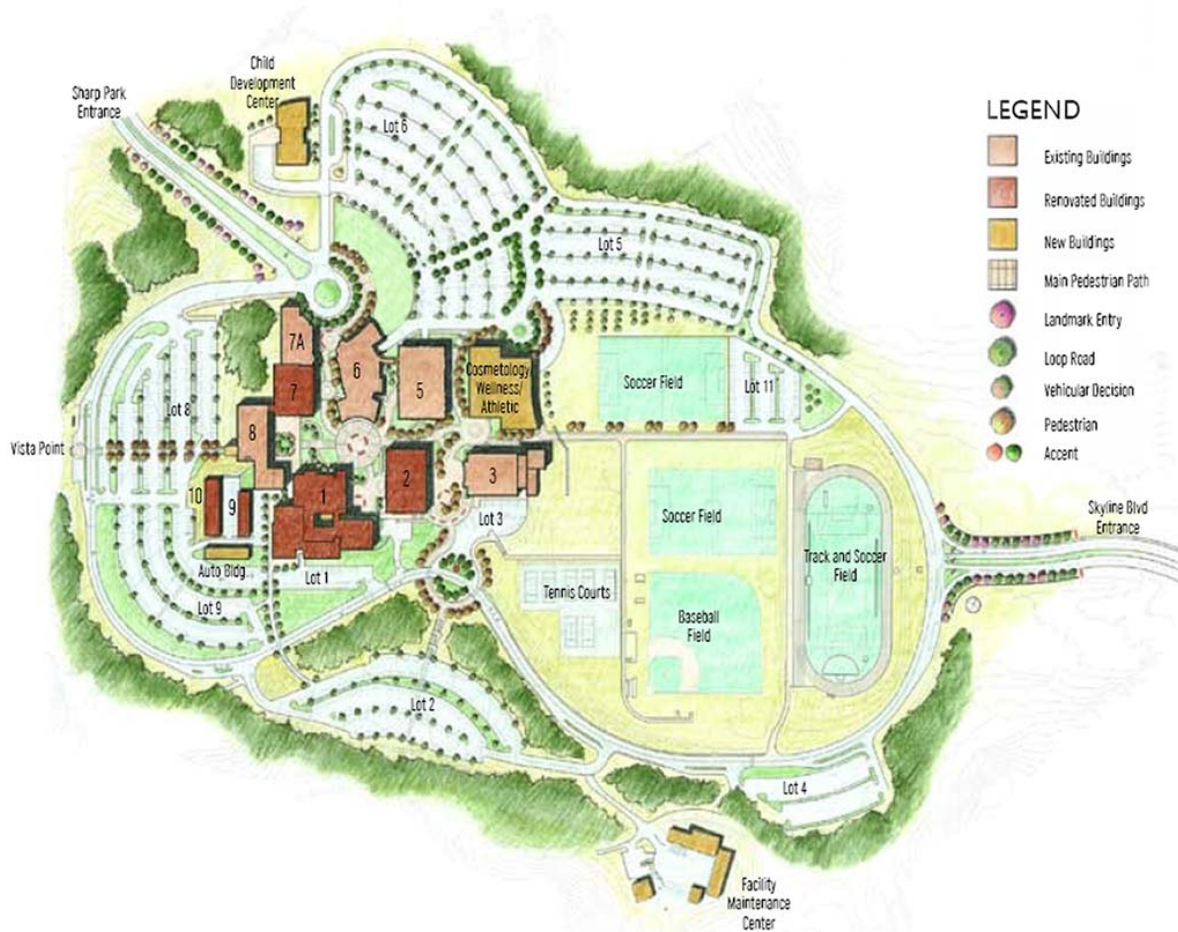 Child
Development
Center
Sharp Park
Entrance
Lot 6
LEGEND
Existing Buildings
Renovated Buildings
New Buildings
Main Pedestrian Path
Landmark Entry
Loop Road
Vehicular Decision
Pedestrian
Accent
Lot 5
7A
7
6
5
Cosmetology/
Wellness/
Athletic
Soccer Field
Lot 11
Lot 8
Vista Point
8
10
9
1
2
3
Lot 3
Soccer Field
Skyline Blvd
Entrance
Track and Soccer
Field
Auto Bldg.
Lot 1
Lot 9
Tennis Courts
Baseball
Field
Lot 2
Lot 4
Facility
Maintenance
Center